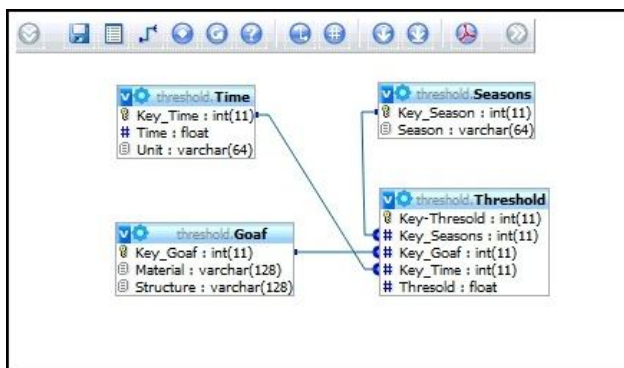 threshold.Time
Key_Time : int(11)
Time : float
Unit : varchar(64)
threshold.Seasons
Key_Season : int(11)
Season : varchar(64)
threshold.Goaf
Key_Goaf : int(11)
Material : varchar(128)
Structure : varchar(128)
threshold.Threshold
Key-Thresold : int(11)
Key_Seasons : int(11)
Key_Goaf : int(11)
Key_Time : int(11)
Thresold : float